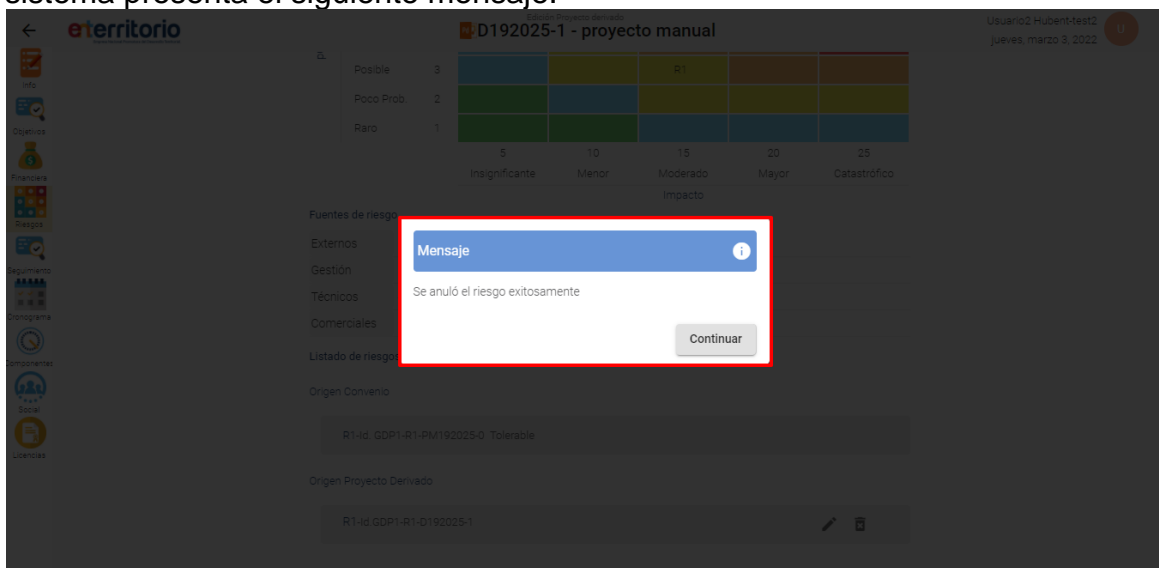 sistema presenta el siguiente mensaje:
eterritorio
Edición Proyecto derivado
D192025-1 - proyecto manual
Usuario2 Hubent-test2
jueves, marzo 3, 2022
U
Info
Objetivos
Financiera
Riesgos
Seguimiento
Cronograma
Componentes
Social
Licencias
Posible 3 R1
Poco Prob. 2
Raro 1
5 10 15 20 25
Insignificante Menor Moderado Mayor Catastrófico
Impacto
Fuentes de riesgo
Externos
Gestión
Técnicos
Comerciales
Mensaje
Se anuló el riesgo exitosamente
Continuar
Listado de riesgos
Origen Convenio
R1-Id. GDP1-R1-PM192025-0 Tolerable
Origen Proyecto Derivado
R1-Id.GDP1-R1-D192025-1